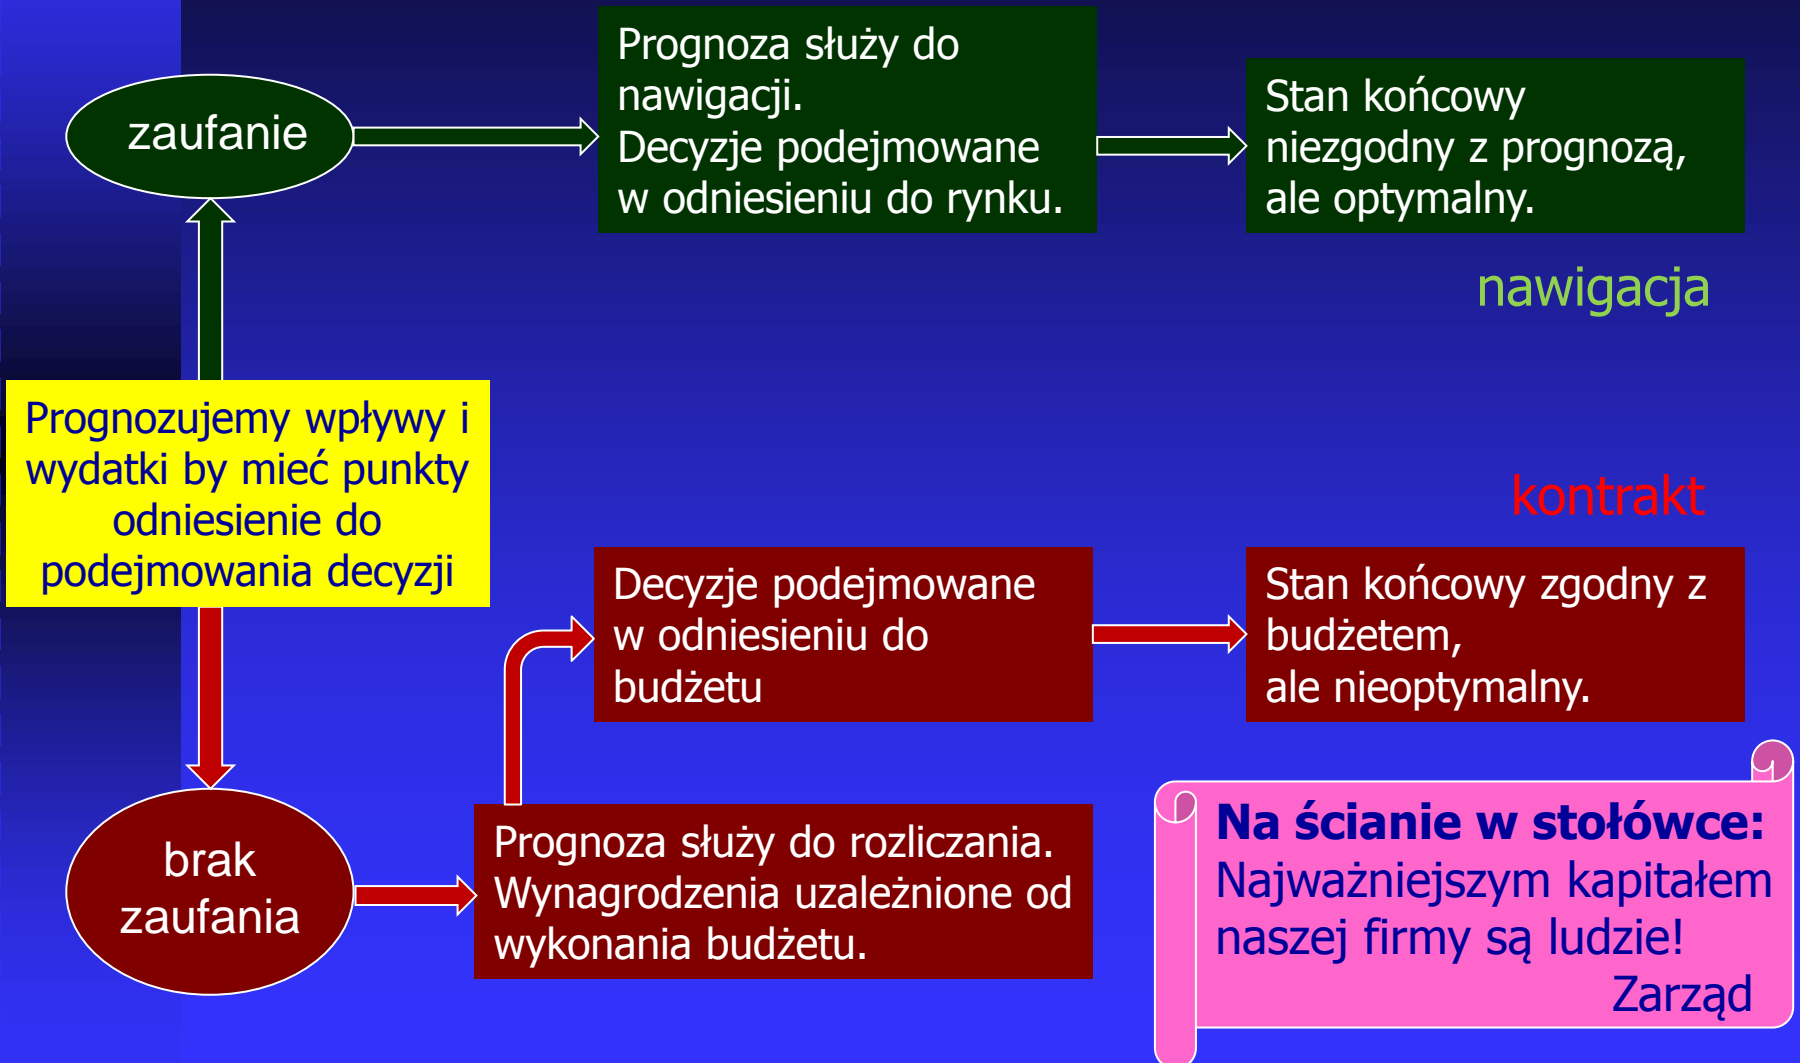 zaufanie
Prognoza służy do
nawigacji.
Decyzje podejmowane
w odniesieniu do rynku.
Stan końcowy
niezgodny z prognozą,
ale optymalny.
nawigacja
Prognozujemy wpływy i
wydatki by mieć punkty
odniesienie do
podejmowania decyzji
kontrakt
Decyzje podejmowane
w odniesieniu do
budżetu
Stan końcowy zgodny z
budżetem,
ale nieoptymalny.
brak
zaufania
Prognoza służy do rozliczania.
Wynagrodzenia uzależnione od
wykonania budżetu.
Na ścianie w stołówce:
Najważniejszym kapitałem
naszej firmy są ludzie!
Zarząd